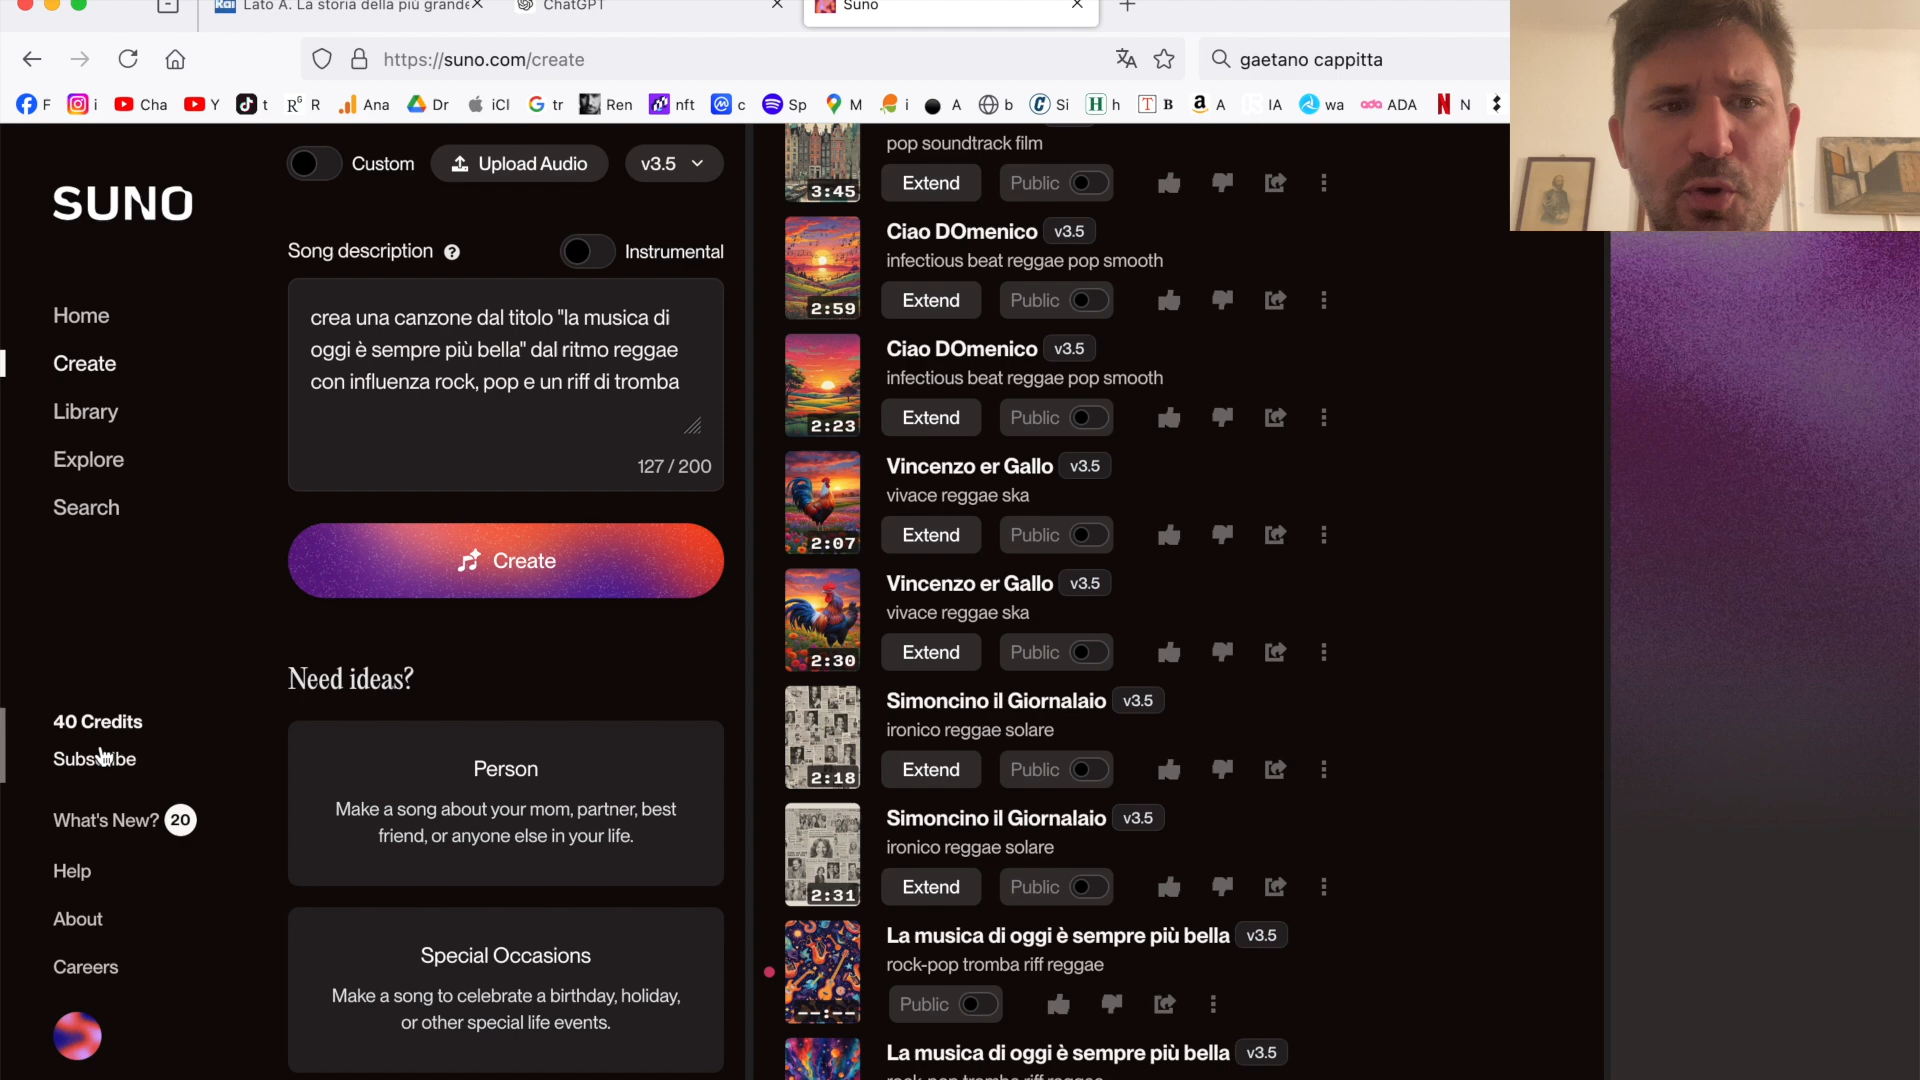 Rai Lato A. La storia della più grande
ChatGPT
Suno
https://suno.com/create
gaetano cappitta
F
i
Cha
Y
t
R⁶ R
Ana
Dr
iCl
G tr
Ren
nft
c
Sp
M
i
A
b
Si
H h
T B
a A
IA
wa
ada ADA
N N
SUNO
Home
Create
Library
Explore
Search
40 Credits
Subscribe
What's New? 20
Help
About
Careers
Custom
Upload Audio
v3.5
Song description ?
Instrumental
crea una canzone dal titolo "la musica di
oggi è sempre più bella" dal ritmo reggae
con influenza rock, pop e un riff di tromba
127 / 200
Create
Need ideas?
Person
Make a song about your mom, partner, best
friend, or anyone else in your life.
Special Occasions
Make a song to celebrate a birthday, holiday,
or other special life events.
pop soundtrack film
3:45
Extend
Public
Ciao DOmenico v3.5
infectious beat reggae pop smooth
2:59
Extend
Public
Ciao DOmenico v3.5
infectious beat reggae pop smooth
2:23
Extend
Public
Vincenzo er Gallo v3.5
vivace reggae ska
2:07
Extend
Public
Vincenzo er Gallo v3.5
vivace reggae ska
2:30
Extend
Public
Simoncino il Giornalaio v3.5
ironico reggae solare
2:18
Extend
Public
Simoncino il Giornalaio v3.5
ironico reggae solare
2:31
Extend
Public
La musica di oggi è sempre più bella v3.5
rock-pop tromba riff reggae
--:--
Public
La musica di oggi è sempre più bella v3.5
rock-pop tromba riff reggae